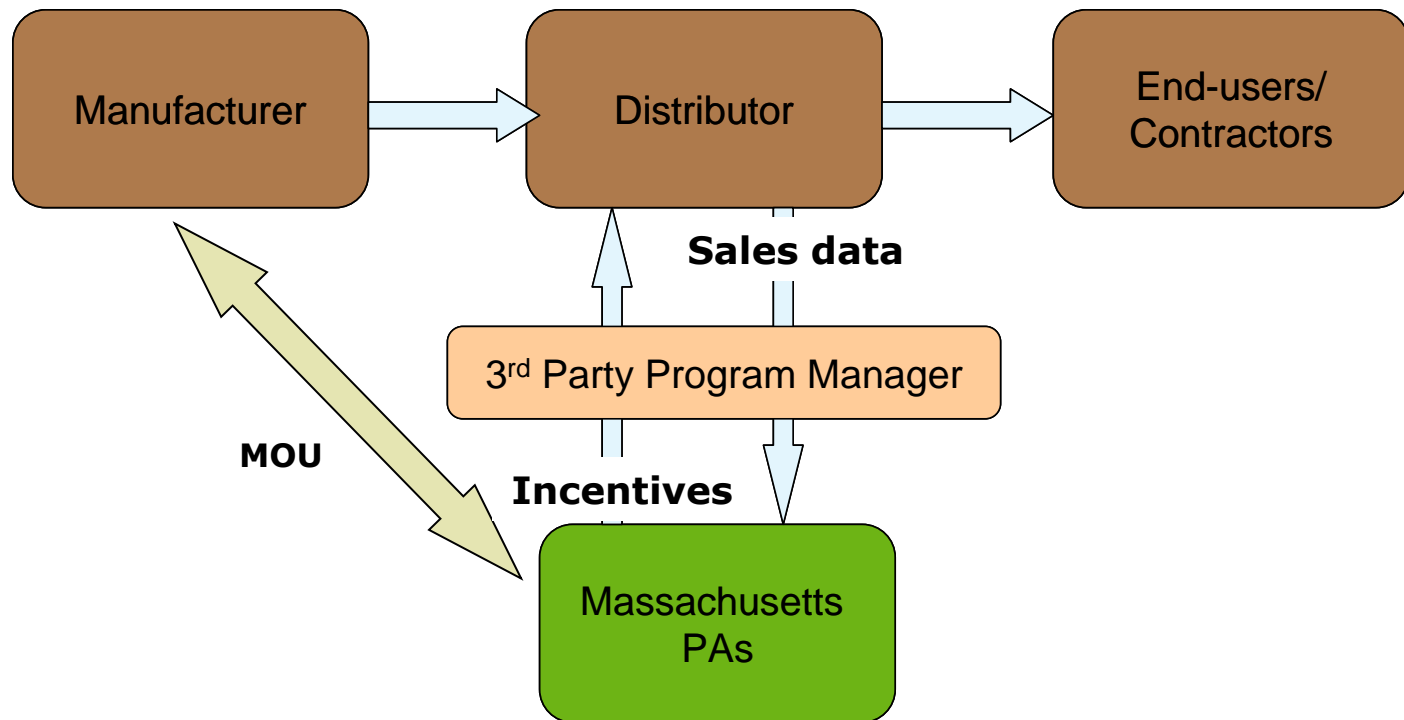 Manufacturer
Distributor
End-users/
Contractors
Sales data
3rd Party Program Manager
MOU
Incentives
Massachusetts
PAs